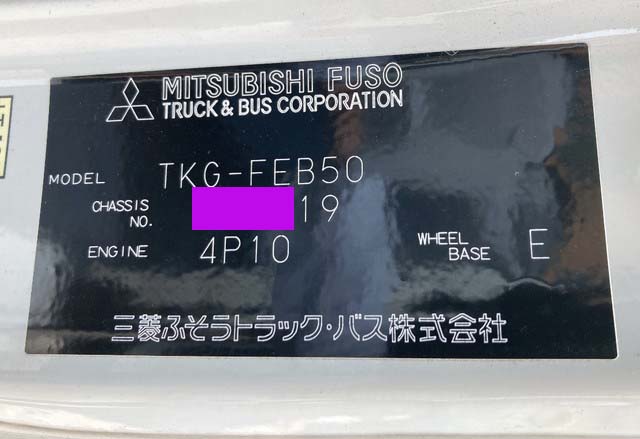 MITSUBISHI FUSO
TRUCK & BUS CORPORATION
MODEL TKG-FEB50
CHASSIS NO. 19
ENGINE 4P10 WHEEL BASE E
三菱ふそうトラック・バス株式会社